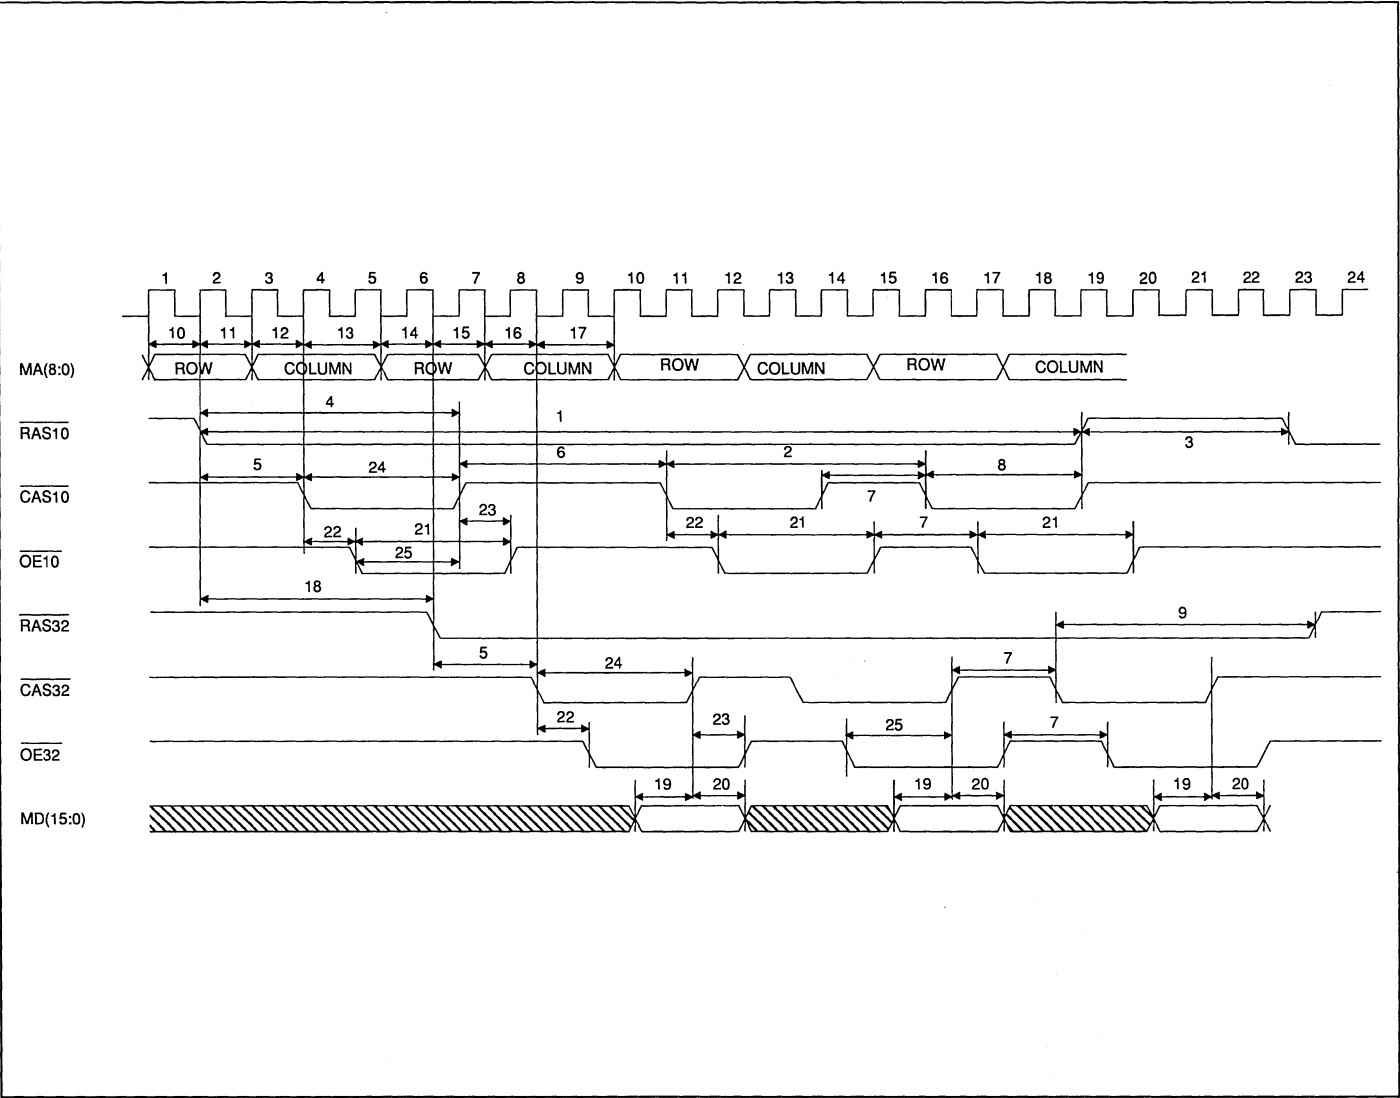 1 2 3 4 5 6 7 8 9 10 11 12 13 14 15 16 17 18 19 20 21 22 23 24
10 11 12 13 14 15 16 17
MA(8:0) ROW COLUMN ROW COLUMN ROW COLUMN ROW COLUMN
4 1
RAS10 3
6 2
5 24 8
CAS10 7
23
22 21 22 21 7 21
OE10 25
18
RAS32 9
5 24 7
CAS32
22 23 25 7
OE32
19 20 19 20 19 20
MD(15:0)